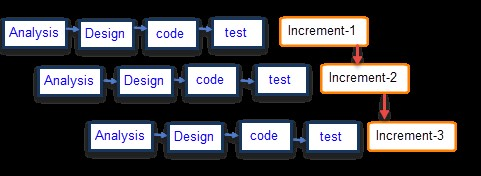 Analysis Design code test Increment-1
Analysis Design code test Increment-2
Analysis Design code test Increment-3